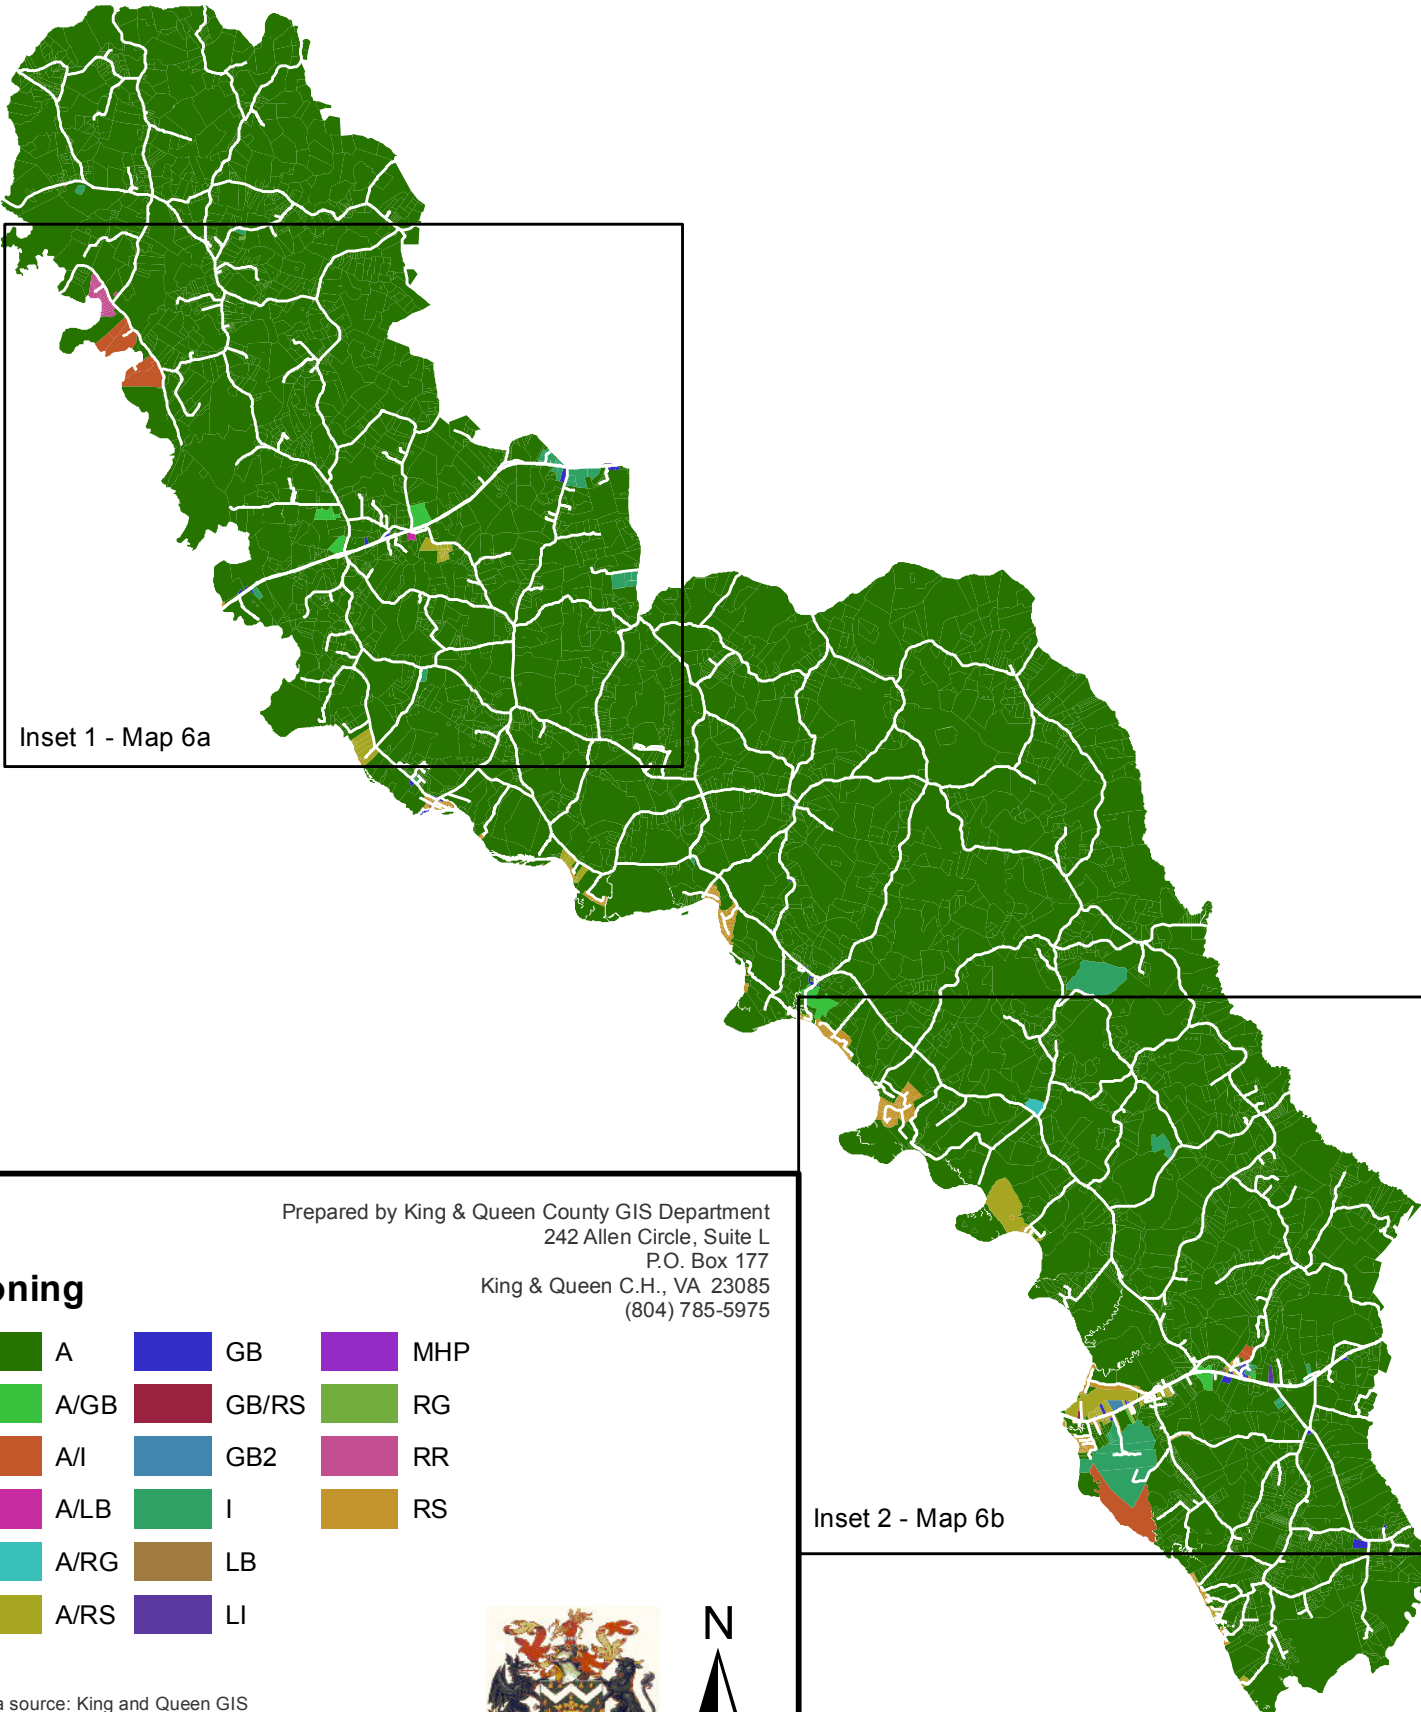 Inset 1 - Map 6a
Inset 2 - Map 6b
Prepared by King & Queen County GIS Department
242 Allen Circle, Suite L
P.O. Box 177
King & Queen C.H., VA 23085
(804) 785-5975
oning
A
GB
MHP
A/GB
GB/RS
RG
A/I
GB2
RR
A/LB
I
RS
A/RG
LB
A/RS
LI
N
a source: King and Queen GIS